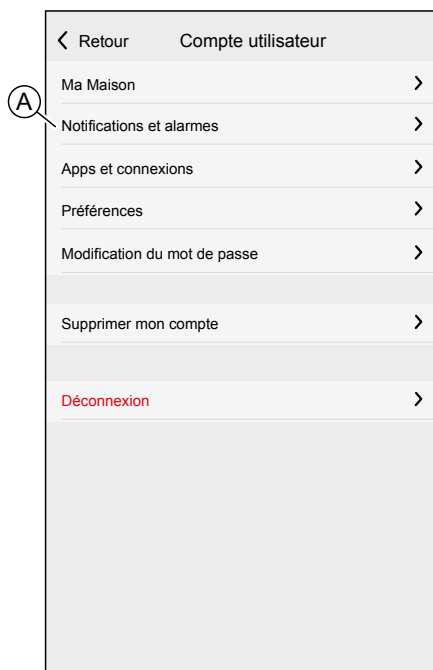 Retour Compte utilisateur
Ma Maison
A
Notifications et alarmes
Apps et connexions
Préférences
Modification du mot de passe
Supprimer mon compte
Déconnexion